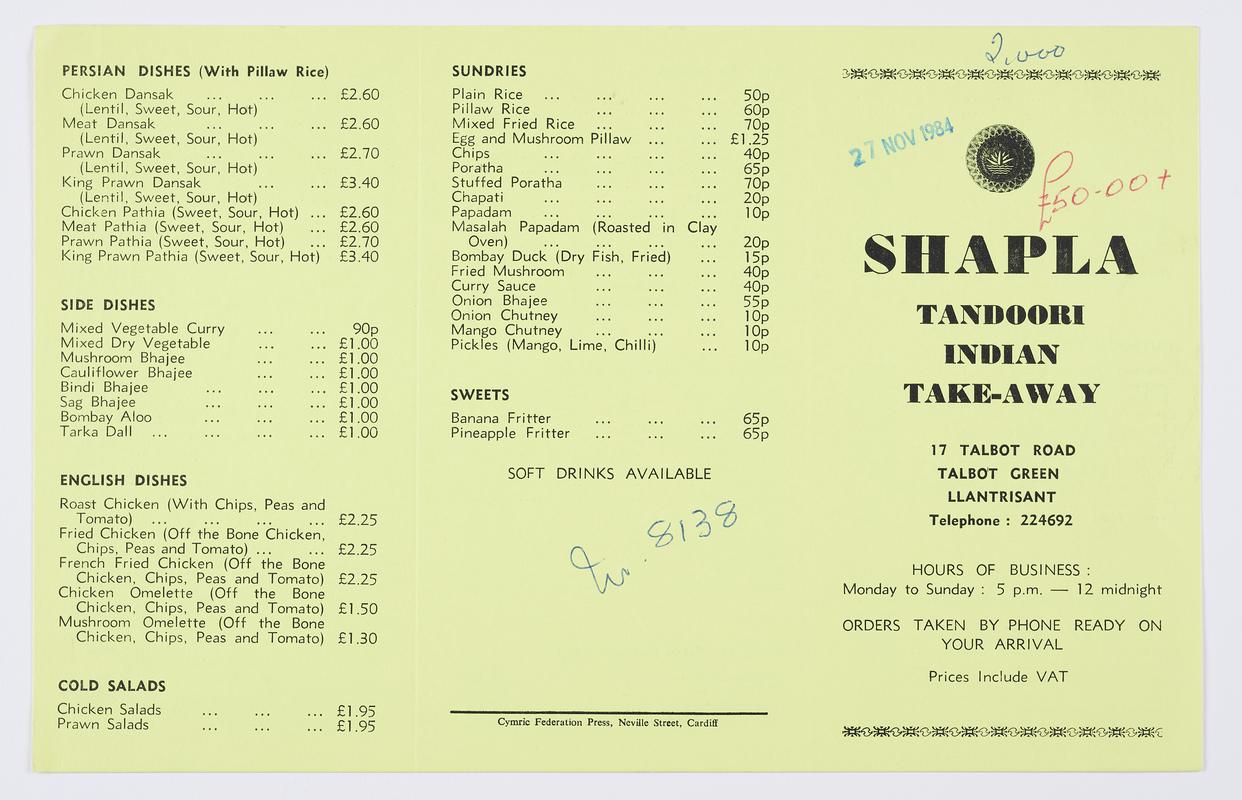 PERSIAN DISHES (With Pillaw Rice)
Chicken Dansak ... ... ... £2.60
(Lentil, Sweet, Sour, Hot)
Meat Dansak ... ... ... £2.60
(Lentil, Sweet, Sour, Hot)
Prawn Dansak ... ... ... £2.70
(Lentil, Sweet, Sour, Hot)
King Prawn Dansak ... ... £3.40
(Lentil, Sweet, Sour, Hot)
Chicken Pathia (Sweet, Sour, Hot) ... £2.60
Meat Pathia (Sweet, Sour, Hot) ... £2.60
Prawn Pathia (Sweet, Sour, Hot) ... £2.70
King Prawn Pathia (Sweet, Sour, Hot) £3.40
SIDE DISHES
Mixed Vegetable Curry ... ... 90p
Mixed Dry Vegetable ... ... £1.00
Mushroom Bhajee ... ... £1.00
Cauliflower Bhajee ... ... £1.00
Bindi Bhajee ... ... ... £1.00
Sag Bhajee ... ... ... £1.00
Bombay Aloo ... ... ... £1.00
Tarka Dall ... ... ... ... £1.00
ENGLISH DISHES
Roast Chicken (With Chips, Peas and
Tomato) ... ... ... ... £2.25
Fried Chicken (Off the Bone Chicken,
Chips, Peas and Tomato) ... ... £2.25
French Fried Chicken (Off the Bone
Chicken, Chips, Peas and Tomato) £2.25
Chicken Omelette (Off the Bone
Chicken, Chips, Peas and Tomato) £1.50
Mushroom Omelette (Off the Bone
Chicken, Chips, Peas and Tomato) £1.30
COLD SALADS
Chicken Salads ... ... ... £1.95
Prawn Salads ... ... ... £1.95
SUNDRIES
Plain Rice ... ... ... ... 50p
Pillaw Rice ... ... ... 60p
Mixed Fried Rice ... ... ... 70p
Egg and Mushroom Pillaw ... ... £1.25
Chips ... ... ... ... 40p
Poratha ... ... ... ... 65p
Stuffed Poratha ... ... ... 70p
Chapati ... ... ... ... 20p
Papadam ... ... ... ... 10p
Masalah Papadam (Roasted in Clay
Oven) ... ... ... ... 20p
Bombay Duck (Dry Fish, Fried) ... 15p
Fried Mushroom ... ... ... 40p
Curry Sauce ... ... ... 40p
Onion Bhajee ... ... ... 55p
Onion Chutney ... ... ... 10p
Mango Chutney ... ... ... 10p
Pickles (Mango, Lime, Chilli) ... 10p
SWEETS
Banana Fritter ... ... ... 65p
Pineapple Fritter ... ... ... 65p
SOFT DRINKS AVAILABLE
8138
Cymric Federation Press, Neville Street, Cardiff
2,000
27 NOV 1984
£50-00+
SHAPLA
TANDOORI
INDIAN
TAKE-AWAY
17 TALBOT ROAD
TALBOT GREEN
LLANTRISANT
Telephone : 224692
HOURS OF BUSINESS :
Monday to Sunday : 5 p.m. — 12 midnight
ORDERS TAKEN BY PHONE READY ON
YOUR ARRIVAL
Prices Include VAT